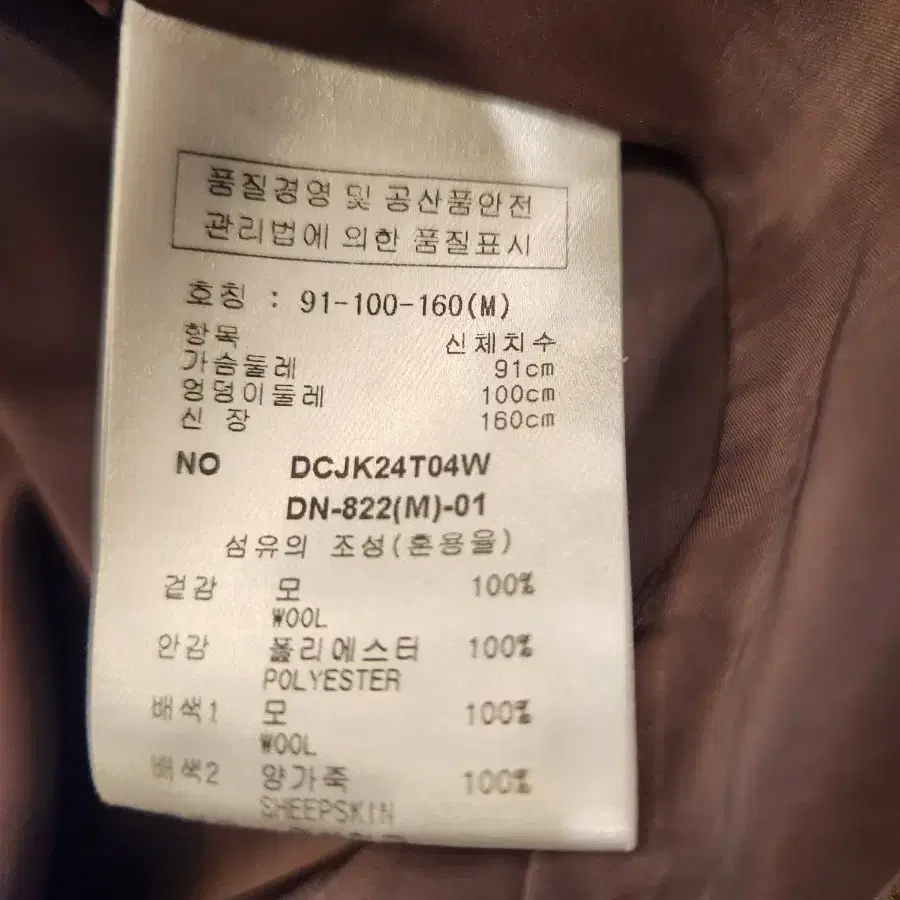 품질경영 및 공산품안전
관리법에 의한 품질표시
호칭 : 91-100-160(M)
항목 신체치수
가슴둘레 91cm
엉덩이둘레 100cm
신 장 160cm
NO DCJK24T04W
DN-822(M)-01
섬유의 조성(혼용율)
겉감 모 100%
WOOL
안감 폴리에스터 100%
POLYESTER
배색1 모 100%
WOOL
배색2 양가죽 100%
SHEEPSKIN